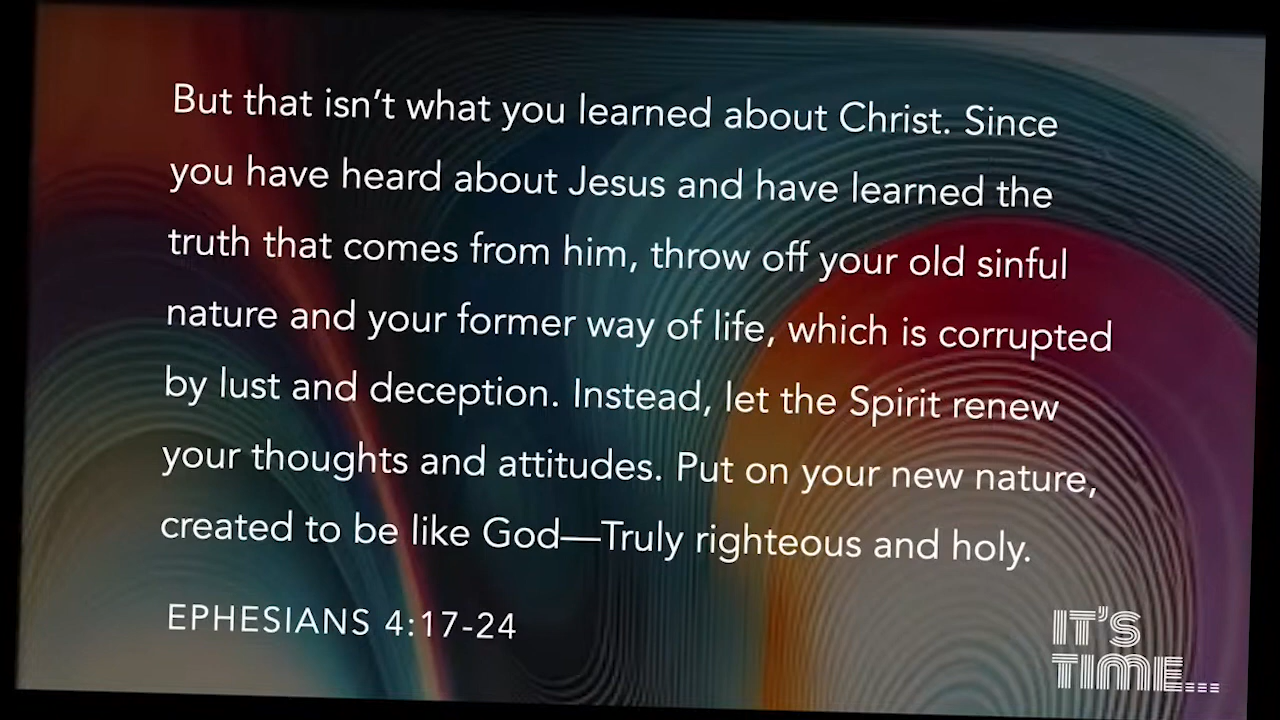 But that isn't what you learned about Christ. Since
you have heard about Jesus and have learned the
truth that comes from him, throw off your old sinful
nature and your former way of life, which is corrupted
by lust and deception. Instead, let the Spirit renew
your thoughts and attitudes. Put on your new nature,
created to be like God—Truly righteous and holy.
EPHESIANS 4:17-24
IT'S
TIME...